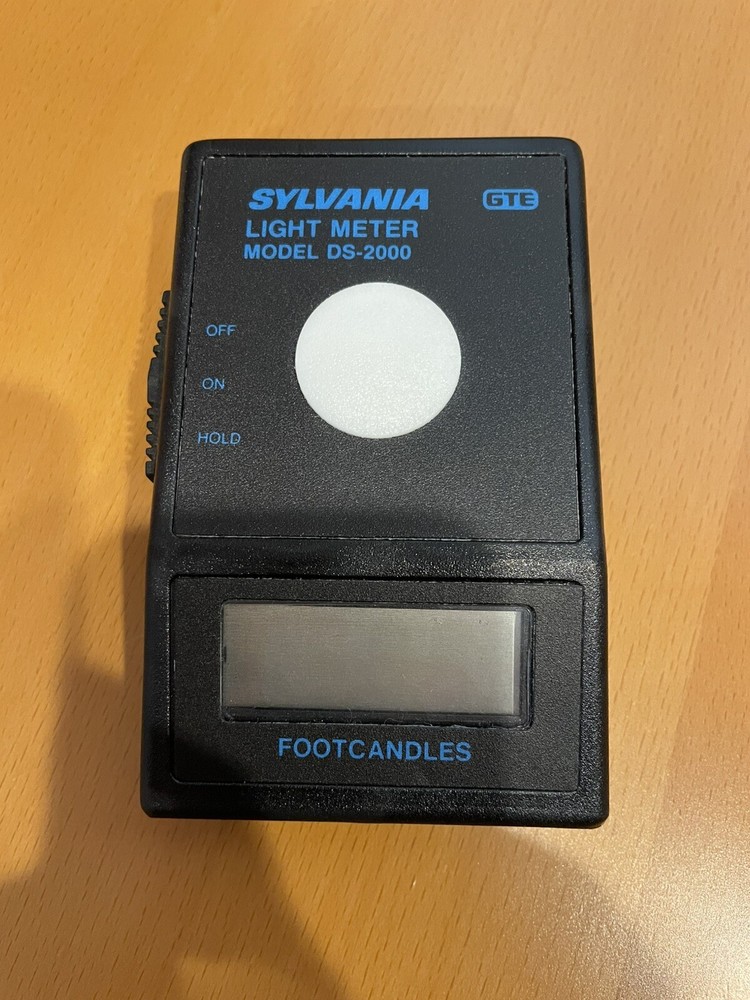 SYLVANIA GTE
LIGHT METER
MODEL DS-2000
OFF
ON
HOLD
FOOTCANDLES